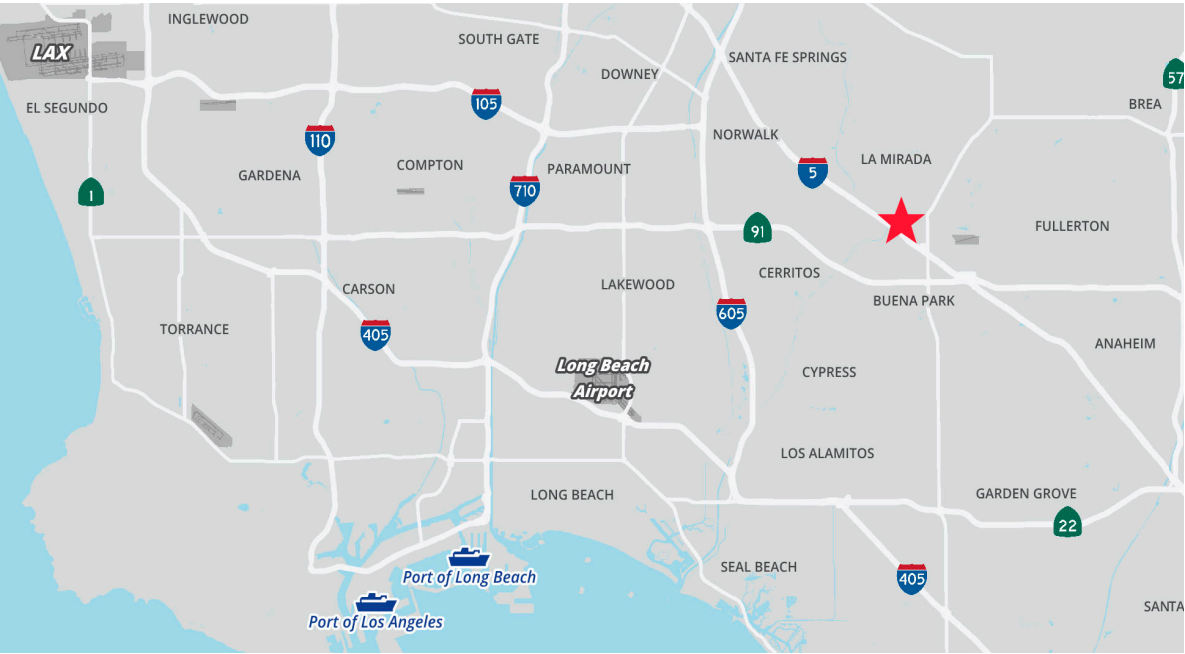 INGLEWOOD
SOUTH GATE
LAX
SANTA FE SPRINGS
DOWNEY
57
EL SEGUNDO
105
BREA
110
NORWALK
COMPTON
PARAMOUNT
LA MIRADA
GARDENA
5
1
710
91
FULLERTON
CERRITOS
CARSON
LAKEWOOD
BUENA PARK
605
TORRANCE
405
ANAHEIM
Long Beach
Airport
CYPRESS
LOS ALAMITOS
LONG BEACH
GARDEN GROVE
22
SEAL BEACH
Port of Long Beach
405
Port of Los Angeles
SANTA